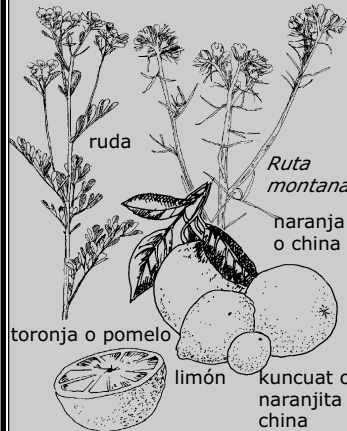 ruda
Ruta
montana
naranja
o china
toronja o pomelo
limón
kuncuat o
naranjita
china